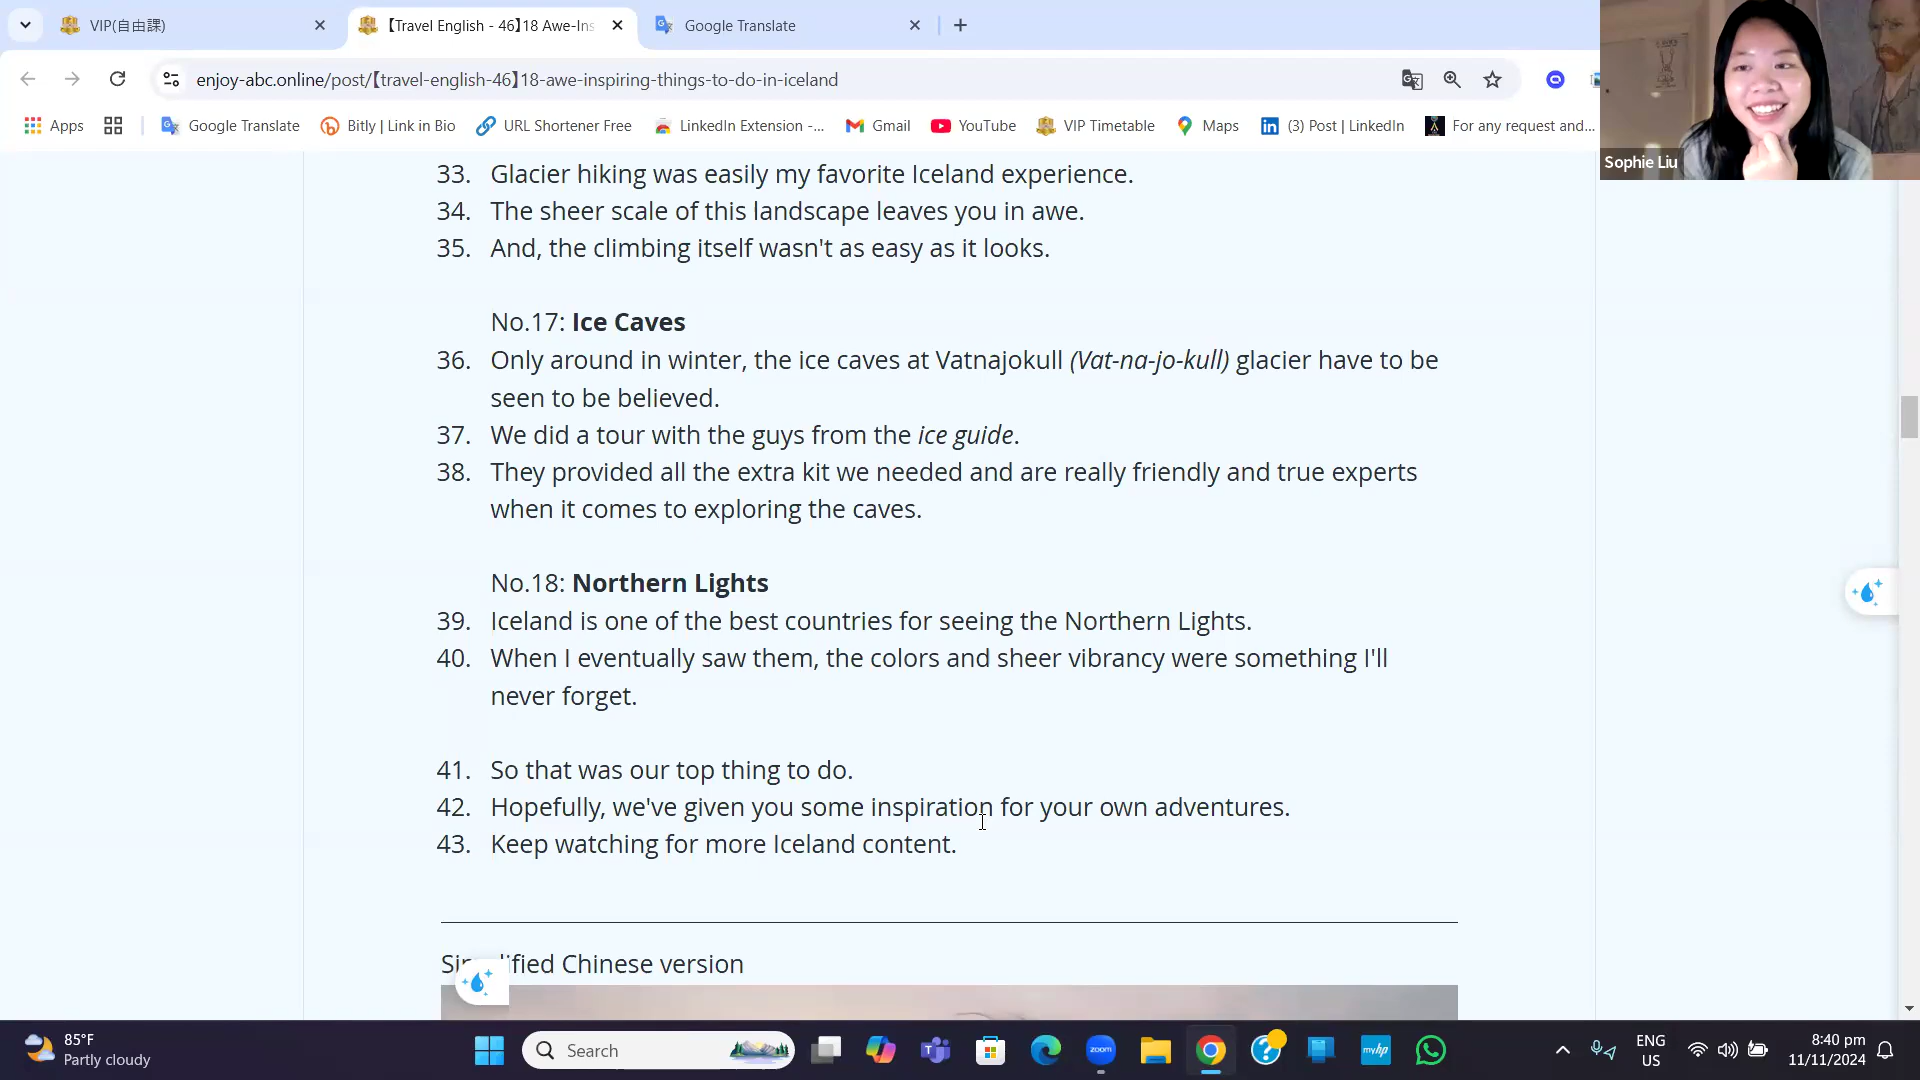 VIP(自由課)
【Travel English - 46】18 Awe-Ins
Google Translate
enjoy-abc.online/post/【travel-english-46】18-awe-inspiring-things-to-do-in-iceland
Apps
Google Translate
Bitly | Link in Bio
URL Shortener Free
LinkedIn Extension -...
Gmail
YouTube
VIP Timetable
Maps
(3) Post | LinkedIn
For any request and...
Sophie Liu
33. Glacier hiking was easily my favorite Iceland experience.
34. The sheer scale of this landscape leaves you in awe.
35. And, the climbing itself wasn't as easy as it looks.
No.17: Ice Caves
36. Only around in winter, the ice caves at Vatnajokull (Vat-na-jo-kull) glacier have to be
seen to be believed.
37. We did a tour with the guys from the ice guide.
38. They provided all the extra kit we needed and are really friendly and true experts
when it comes to exploring the caves.
No.18: Northern Lights
39. Iceland is one of the best countries for seeing the Northern Lights.
40. When I eventually saw them, the colors and sheer vibrancy were something I'll
never forget.
41. So that was our top thing to do.
42. Hopefully, we've given you some inspiration for your own adventures.
43. Keep watching for more Iceland content.
Simplified Chinese version
85°F
Partly cloudy
Search
zoom
myhp
ENG
US
8:40 pm
11/11/2024